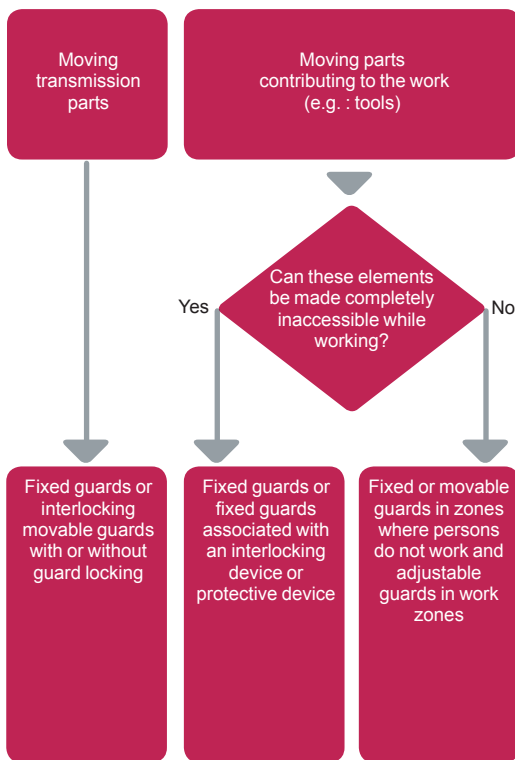 Moving
transmission
parts
Moving parts
contributing to the work
(e.g. : tools)
Can these elements
be made completely
inaccessible while
working?
Yes
No
Fixed guards or
interlocking
movable guards
with or without
guard locking
Fixed guards or
fixed guards
associated with
an interlocking
device or
protective device
Fixed or movable
guards in zones
where persons
do not work and
adjustable
guards in work
zones